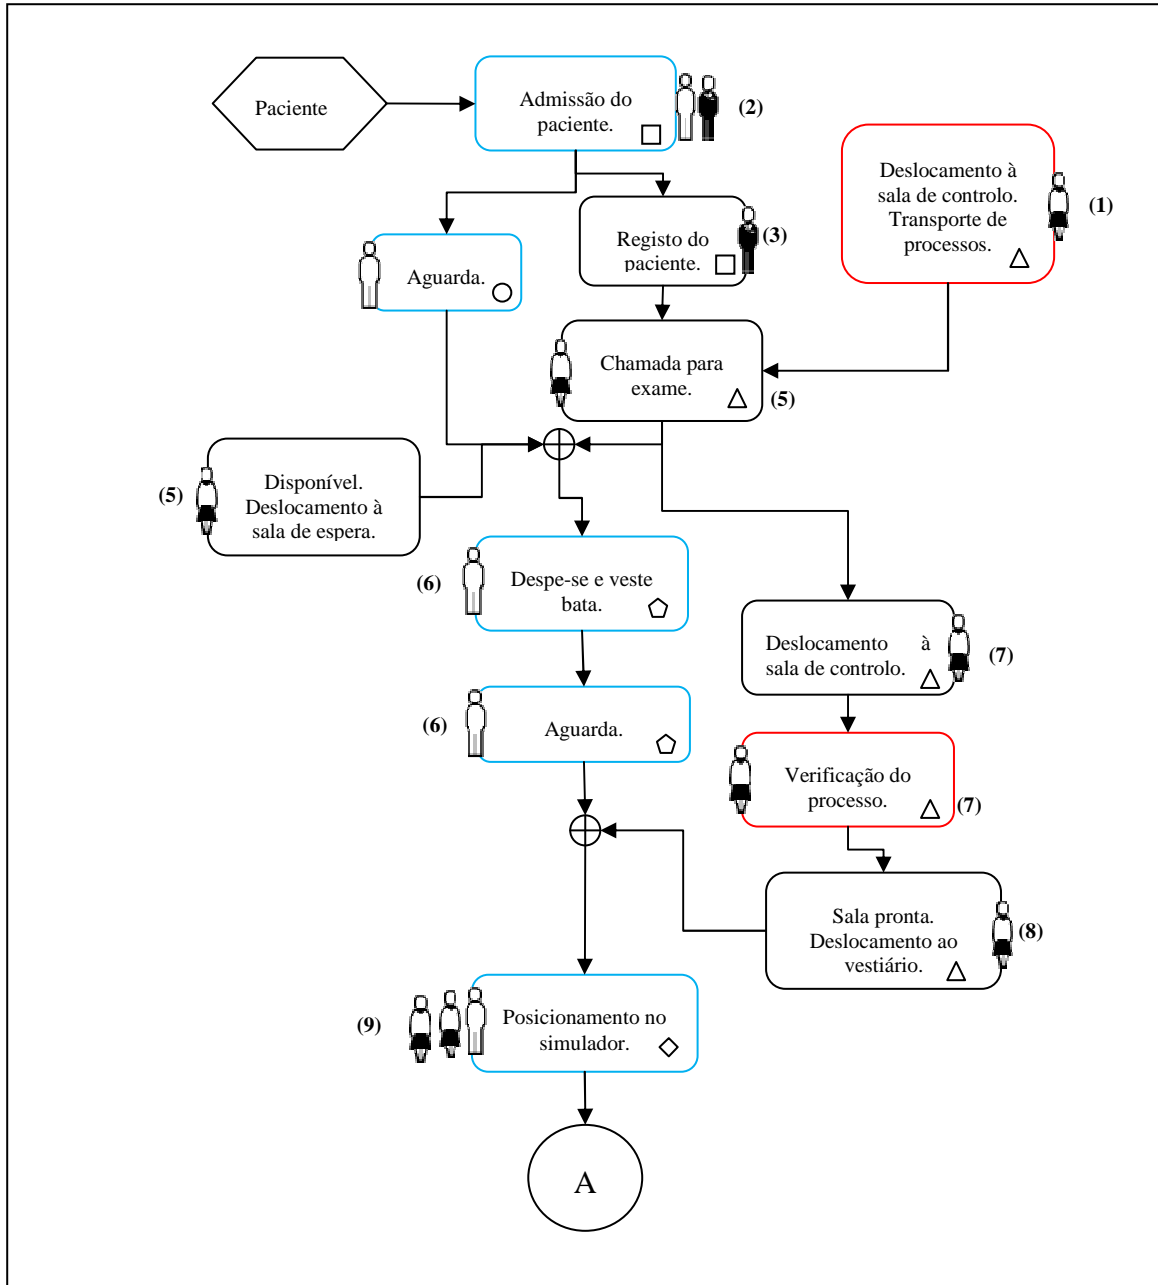 Paciente
Admissão do
paciente.
(2)
Deslocamento à
sala de controlo.
Transporte de
processos.
(1)
Registo do
paciente.
(3)
Aguarda.
Chamada para
exame.
(5)
Disponível.
Deslocamento à
sala de espera.
(5)
Despe-se e veste
bata.
(6)
Deslocamento à
sala de controlo.
(7)
Aguarda.
(6)
Verificação do
processo.
(7)
Sala pronta.
Deslocamento ao
vestiário.
(8)
Posicionamento no
simulador.
(9)
A